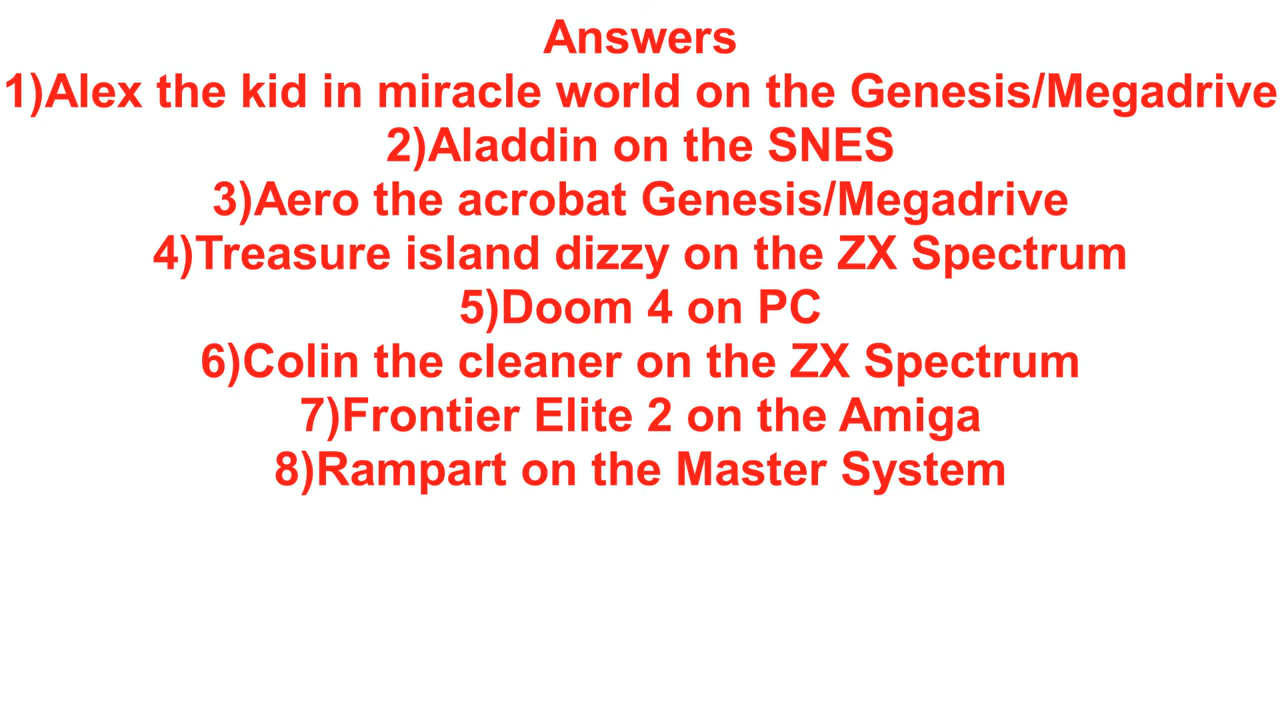 Answers
1)Alex the kid in miracle world on the Genesis/Megadrive
2)Aladdin on the SNES
3)Aero the acrobat Genesis/Megadrive
4)Treasure island dizzy on the ZX Spectrum
5)Doom 4 on PC
6)Colin the cleaner on the ZX Spectrum
7)Frontier Elite 2 on the Amiga
8)Rampart on the Master System